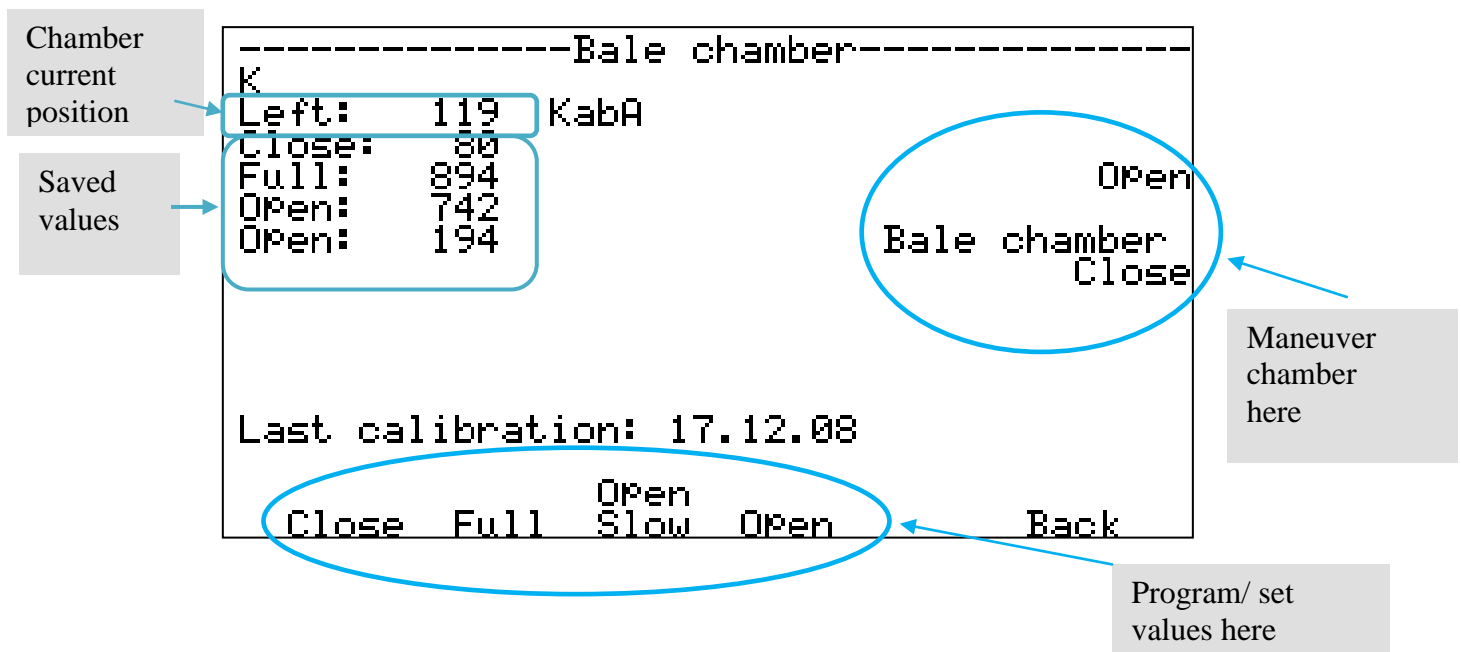 Chamber
current
position
Saved
values
---------------Bale chamber---------------
K
Left: 119 KabA
Close: 80
Full: 894
Open: 742
Open: 194
Open
Bale chamber
Close
Last calibration: 17.12.08
Open
Close Full Slow Open Back
Maneuver
chamber
here
Program/ set
values here